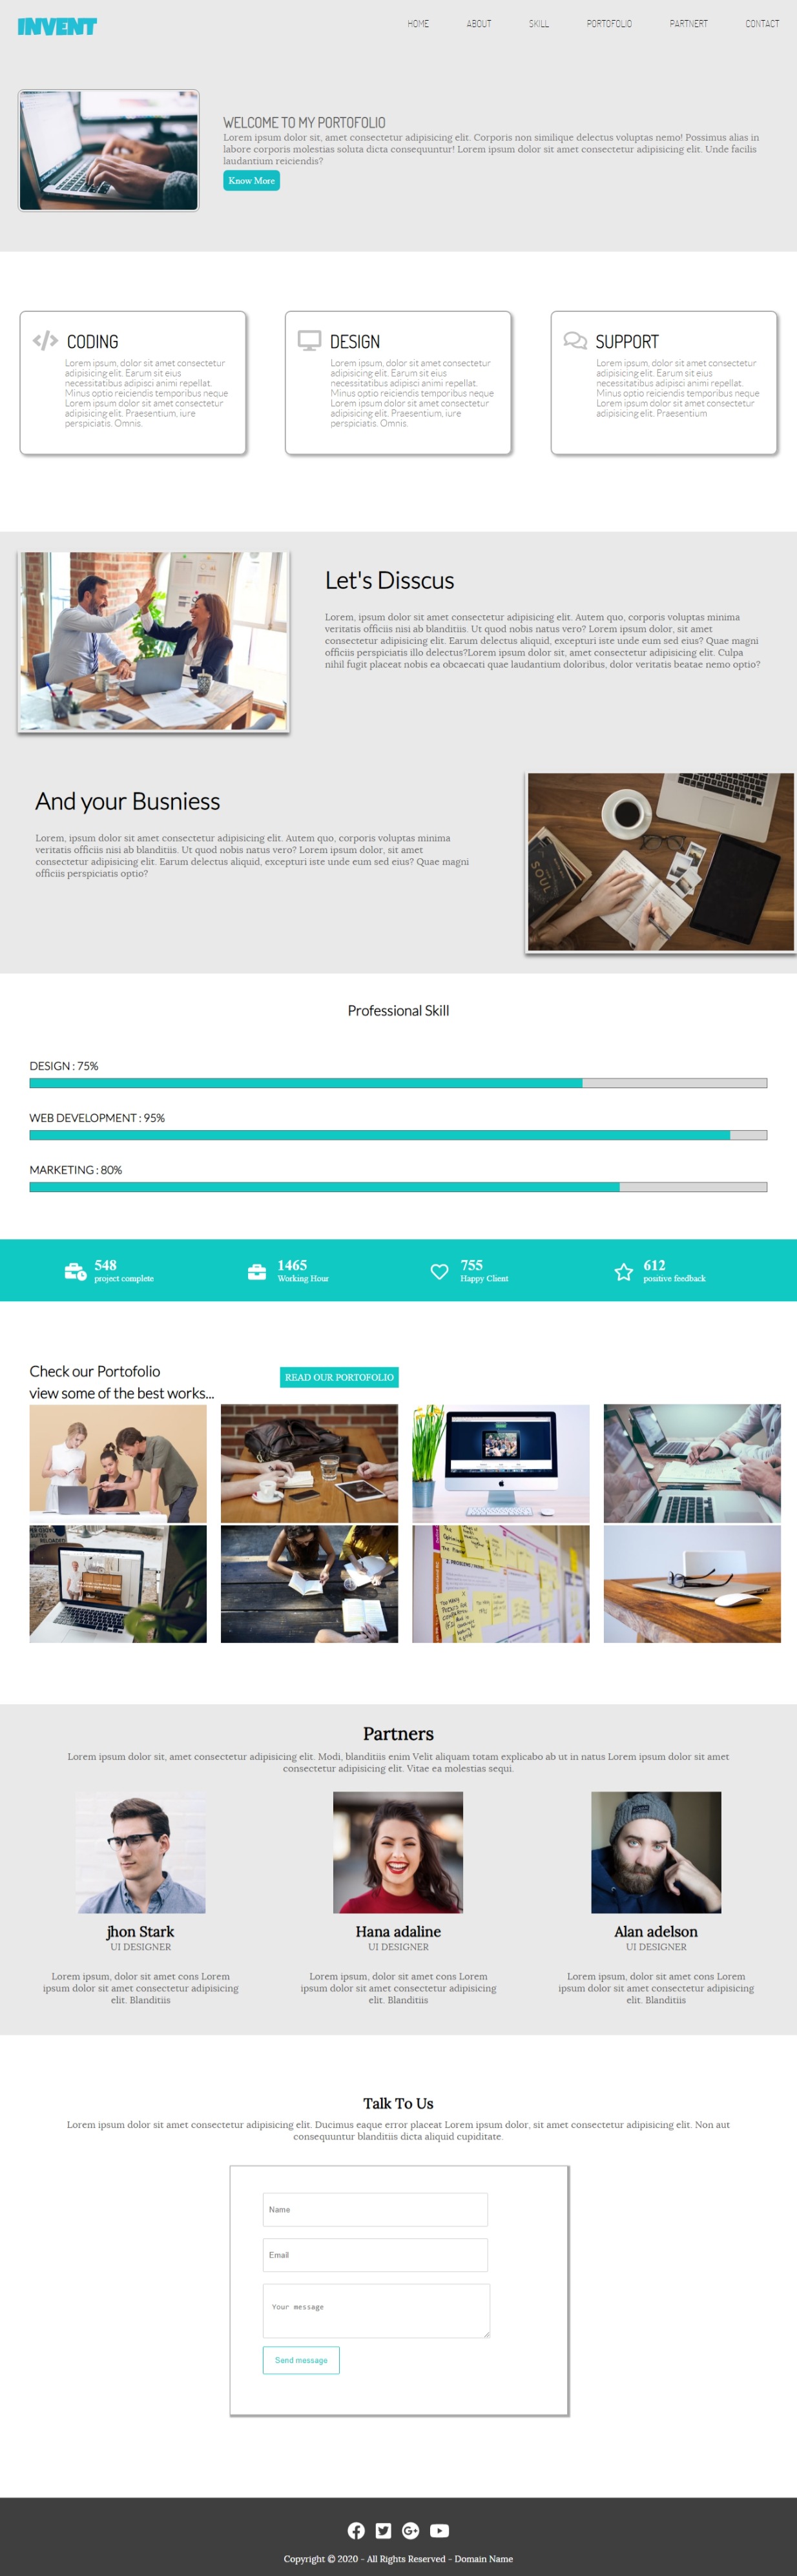 INVENT
HOME ABOUT SKILL PORTOFOLIO PARTNERT CONTACT
WELCOME TO MY PORTOFOLIO
Lorem ipsum dolor sit, amet consectetur adipisicing elit. Corporis non similique delectus voluptas nemo! Possimus alias in
labore corporis molestias soluta dicta consequuntur! Lorem ipsum dolor sit amet consectetur adipisicing elit. Unde facilis
laudantium reiciendis?
Know More
CODING
Lorem ipsum, dolor sit amet consectetur
adipisicing elit. Earum sit eius
necessitatibus adipisci animi repellat.
Minus optio reiciendis temporibus neque
Lorem ipsum dolor sit amet consectetur
adipisicing elit. Praesentium, iure
perspiciatis. Omnis.
DESIGN
Lorem ipsum, dolor sit amet consectetur
adipisicing elit. Earum sit eius
necessitatibus adipisci animi repellat.
Minus optio reiciendis temporibus neque
Lorem ipsum dolor sit amet consectetur
adipisicing elit. Praesentium, iure
perspiciatis. Omnis.
SUPPORT
Lorem ipsum, dolor sit amet consectetur
adipisicing elit. Earum sit eius
necessitatibus adipisci animi repellat.
Minus optio reiciendis temporibus neque
Lorem ipsum dolor sit amet consectetur
adipisicing elit. Praesentium
Let's Disscus
Lorem, ipsum dolor sit amet consectetur adipisicing elit. Autem quo, corporis voluptas minima
veritatis officiis nisi ab blanditiis. Ut quod nobis natus vero? Lorem ipsum dolor, sit amet
consectetur adipisicing elit. Earum delectus aliquid, excepturi iste unde eum sed eius? Quae magni
officiis perspiciatis illo delectus?Lorem ipsum dolor sit, amet consectetur adipisicing elit. Culpa
nihil fugit placeat nobis ea obcaecati quae laudantium doloribus, dolor veritatis beatae nemo optio?
And your Busniess
Lorem, ipsum dolor sit amet consectetur adipisicing elit. Autem quo, corporis voluptas minima
veritatis officiis nisi ab blanditiis. Ut quod nobis natus vero? Lorem ipsum dolor, sit amet
consectetur adipisicing elit. Earum delectus aliquid, excepturi iste unde eum sed eius? Quae magni
officiis perspiciatis optio?
SOUL
Professional Skill
DESIGN : 75%
WEB DEVELOPMENT : 95%
MARKETING : 80%
548
project complete
1465
Working Hour
755
Happy Client
612
positive feedback
Check our Portofolio
view some of the best works...
READ OUR PORTOFOLIO
Partners
Lorem ipsum dolor sit, amet consectetur adipisicing elit. Modi, blanditiis enim Velit aliquam totam explicabo ab ut in natus Lorem ipsum dolor sit amet
consectetur adipisicing elit. Vitae ea molestias sequi.
jhon Stark
UI DESIGNER
Lorem ipsum, dolor sit amet cons Lorem
ipsum dolor sit amet consectetur adipisicing
elit. Blanditiis
Hana adaline
UI DESIGNER
Lorem ipsum, dolor sit amet cons Lorem
ipsum dolor sit amet consectetur adipisicing
elit. Blanditiis
Alan adelson
UI DESIGNER
Lorem ipsum, dolor sit amet cons Lorem
ipsum dolor sit amet consectetur adipisicing
elit. Blanditiis
Talk To Us
Lorem ipsum dolor sit amet consectetur adipisicing elit. Ducimus eaque error placeat Lorem ipsum dolor, sit amet consectetur adipisicing elit. Non aut
consequuntur blanditiis dicta aliquid cupiditate.
Name
Email
Your message
Send message
Copyright © 2020 - All Rights Reserved - Domain Name